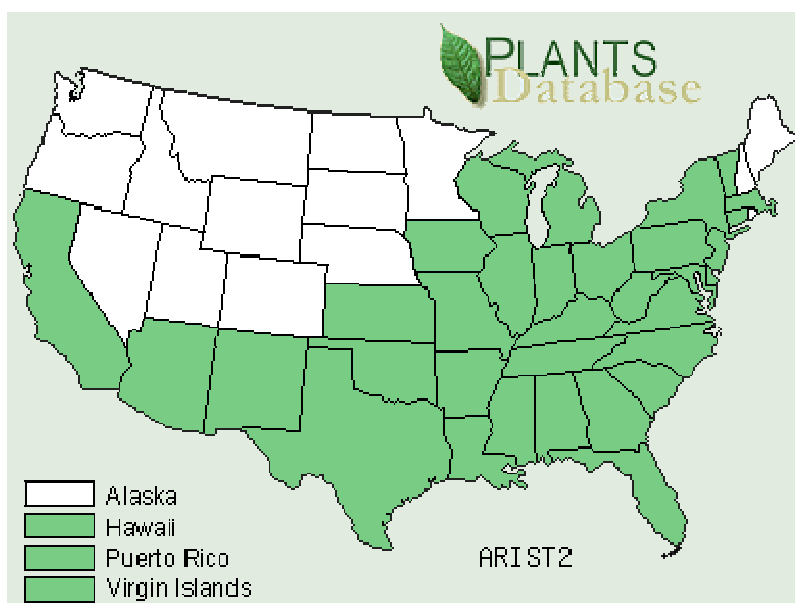 PLANTS
Database
Alaska
Hawaii
Puerto Rico
Virgin Islands
ARIST2